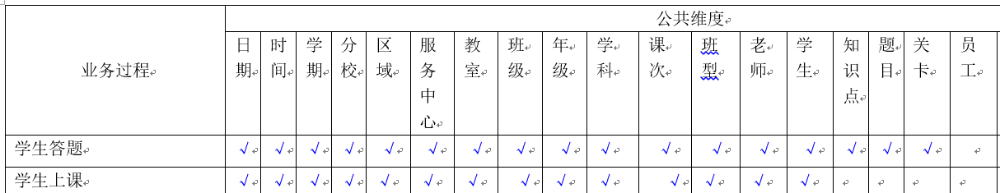 公共维度
业务过程 日期 时间 学期 分校 区域 服务中心 教室 班级 年级 学科 课次 班型 老师 学生 知识点 题目 关卡 员工
学生答题 √ √ √ √ √ √ √ √ √ √ √ √ √ √ √ √ √
学生上课 √ √ √ √ √ √ √ √ √ √ √ √ √ √